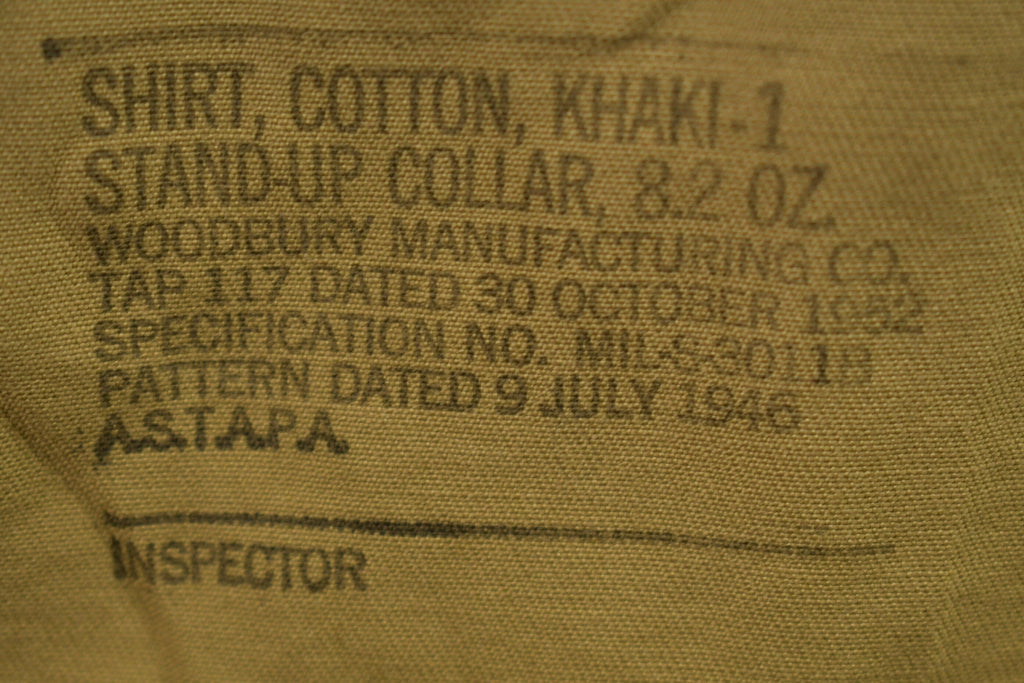 SHIRT, COTTON, KHAKI-1
STAND-UP COLLAR, 8.2 OZ.
WOODBURY MANUFACTURING CO.
TAP 117 DATED 30 OCTOBER 1952
SPECIFICATION NO.
PATTERN DATED 9 JULY 1946
A.S.T.A.P.A.
INSPECTOR